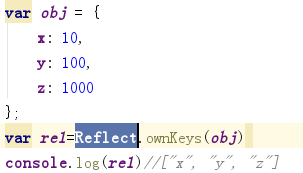 var obj = {
    x: 10,
    y: 100,
    z: 1000
};
var re1=Reflect.ownKeys(obj)
console.log(re1)//["x", "y", "z"]